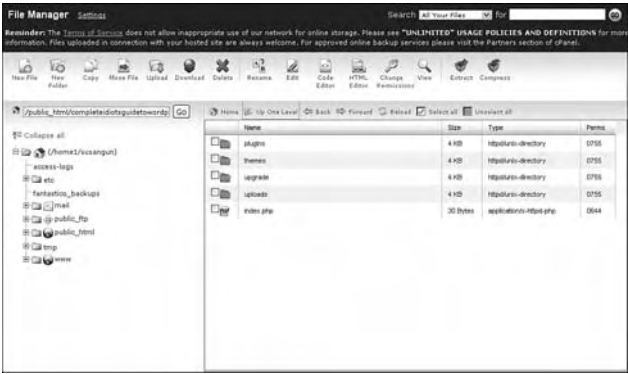 File Manager Settings
Search All Your Files for GO
Reminder: The Terms of Service does not allow inappropriate use of our network for online storage. Please see "UNLIMITED" USAGE POLICIES AND DEFINITIONS for more
information. Files uploaded in connection with your hosted site are always welcome. For approved online backup services please visit the Partners section of cPanel.
New File New Folder Copy Move File Upload Download Delete Rename Edit Code Editor HTML Editor Change Permissions View Extract Compress
/public_html/completeidiotsguidetowordp Go
Home Up One Level Back Forward Reload Select all Unselect all
Collapse all
Name Size Type Perms
(/home1/susangun)
plugins 4 KB httpd/unix-directory 0755
access-logs
themes 4 KB httpd/unix-directory 0755
etc
upgrade 4 KB httpd/unix-directory 0755
fantastico_backups
uploads 4 KB httpd/unix-directory 0755
mail
index.php 30 bytes application/x-httpd-php 0644
public_ftp
public_html
tmp
www